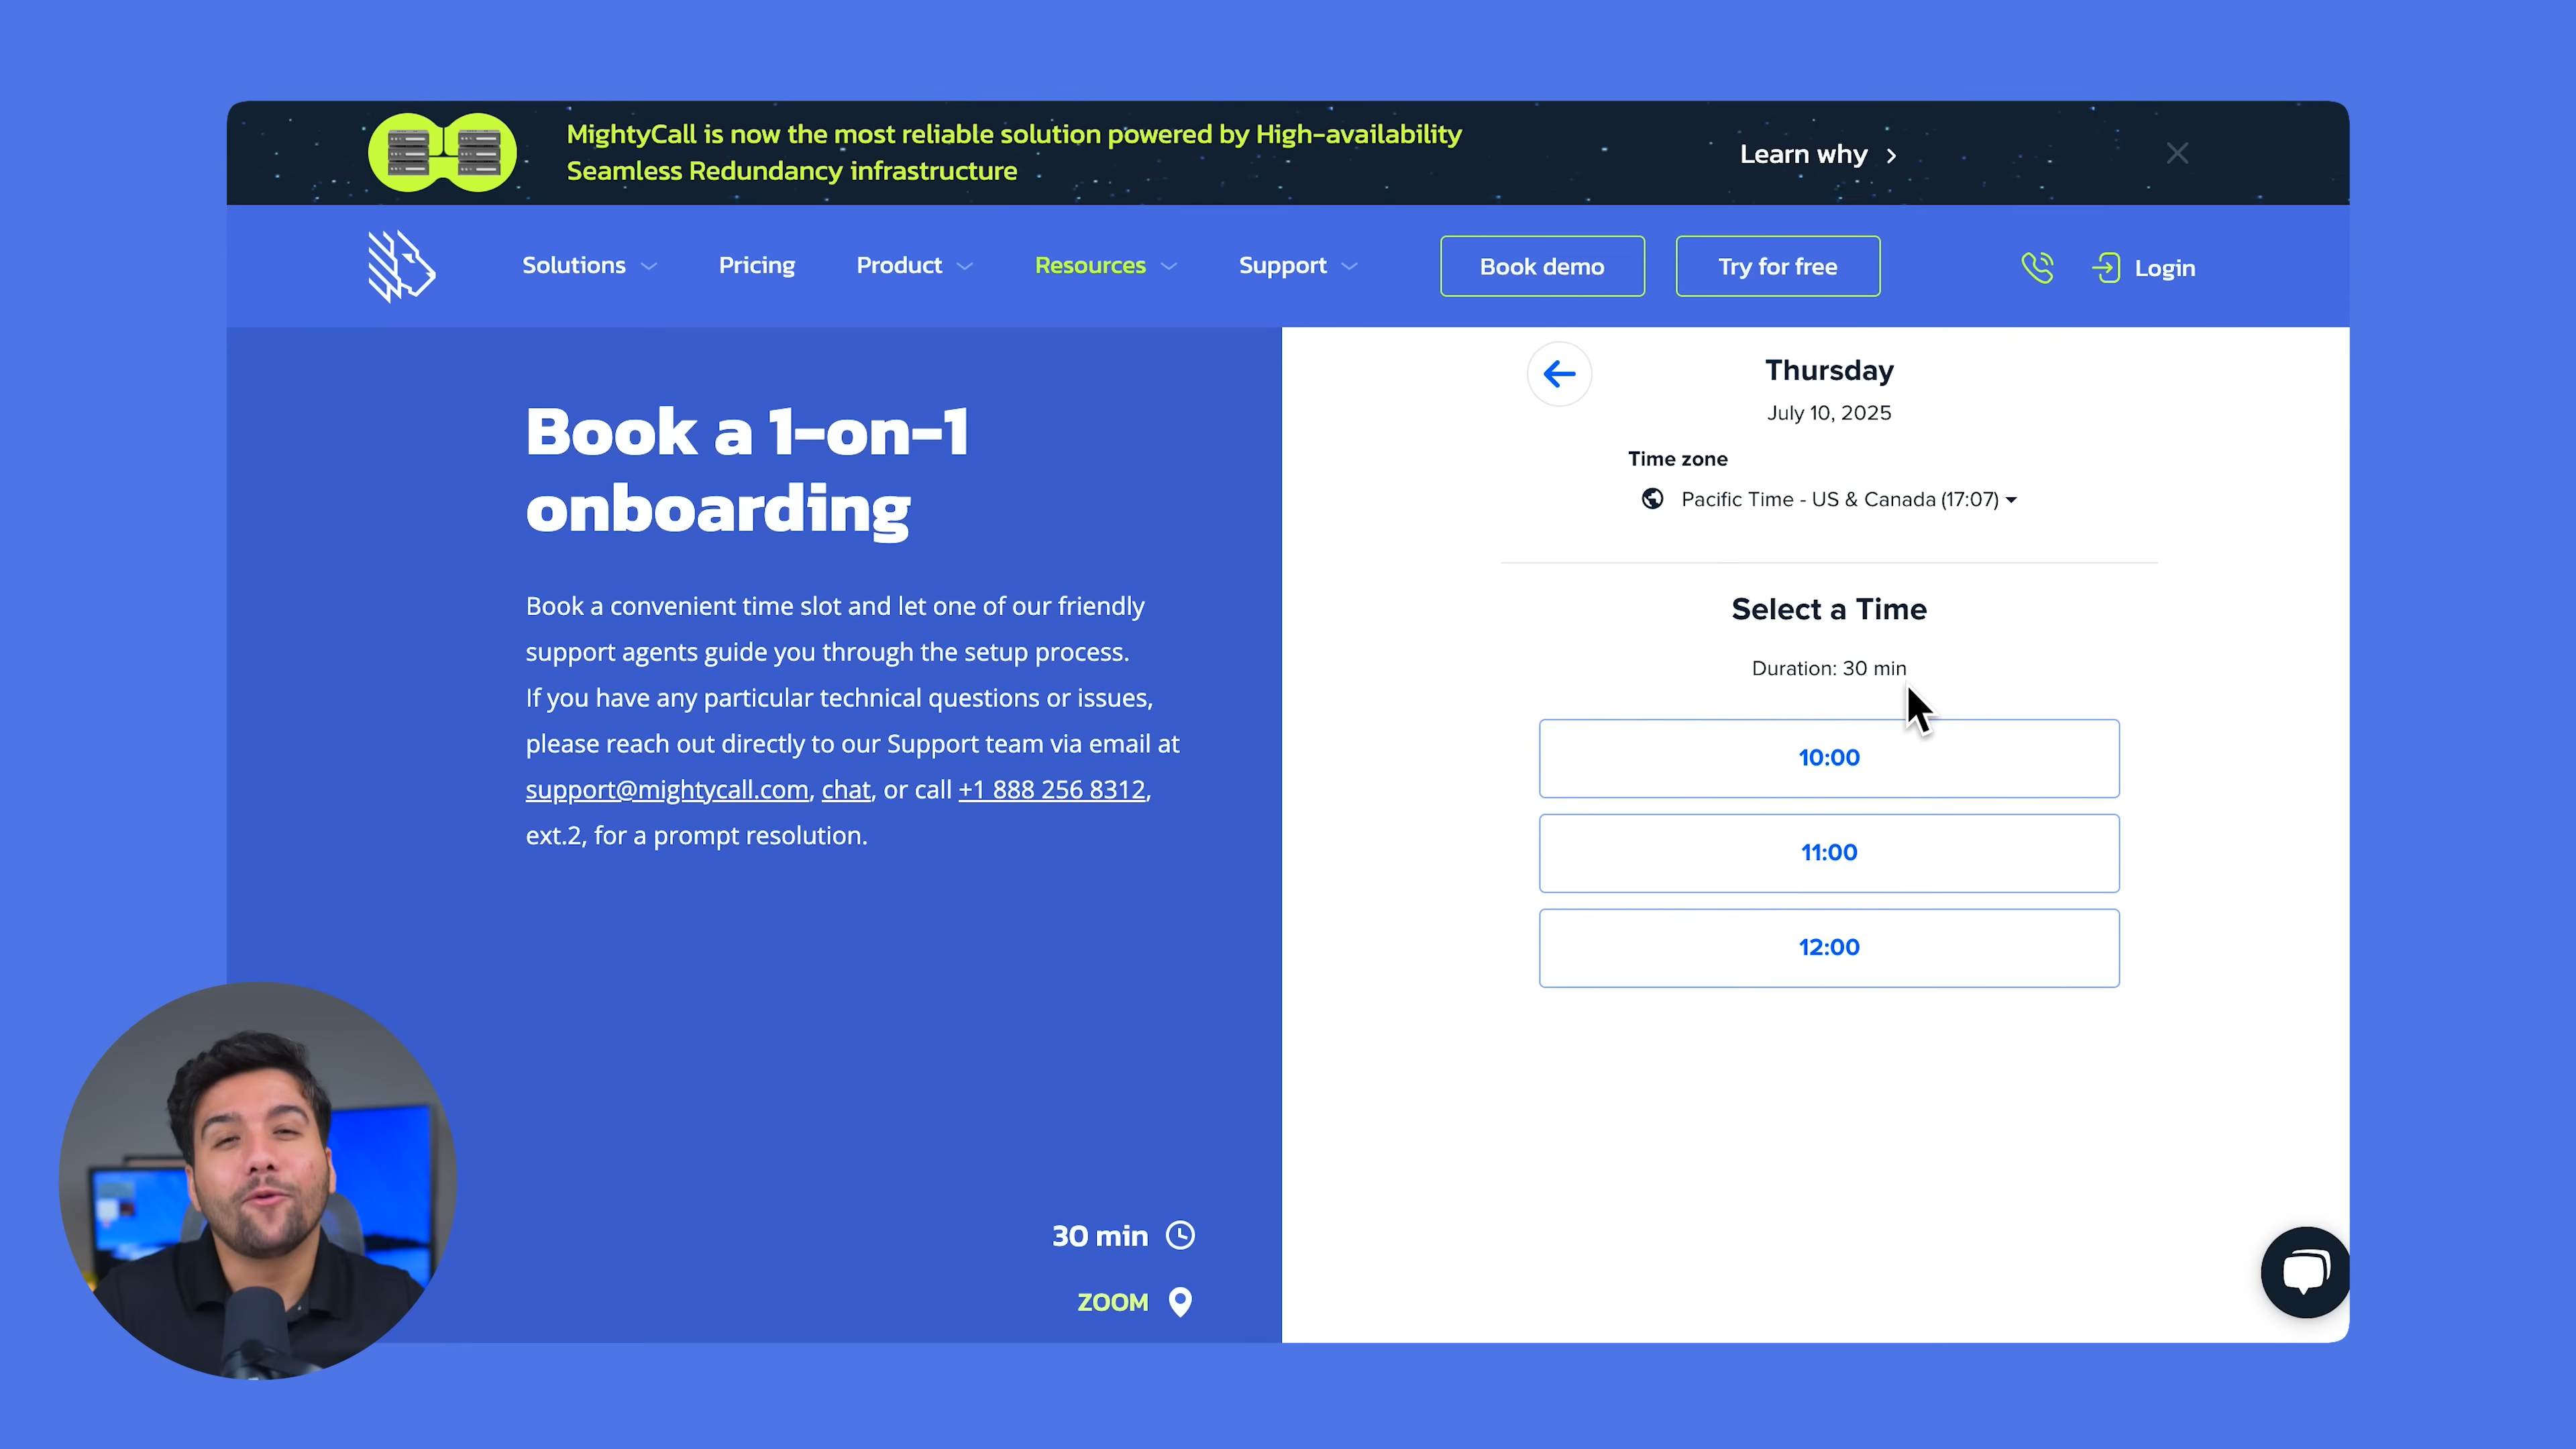 MightyCall is now the most reliable solution powered by High-availability
Seamless Redundancy infrastructure
Learn why
Solutions
Pricing
Product
Resources
Support
Book demo
Try for free
Login
Book a 1-on-1
onboarding
Book a convenient time slot and let one of our friendly
support agents guide you through the setup process.
If you have any particular technical questions or issues,
please reach out directly to our Support team via email at
support@mightycall.com, chat, or call +1 888 256 8312,
ext.2, for a prompt resolution.
30 min
ZOOM
Thursday
July 10, 2025
Time zone
Pacific Time - US & Canada (17:07)
Select a Time
Duration: 30 min
10:00
11:00
12:00